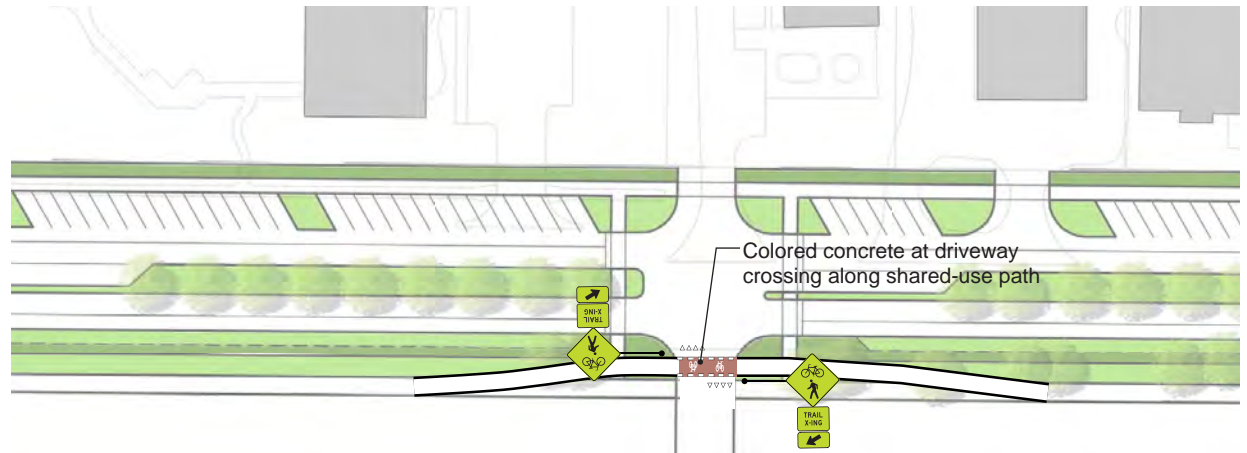 Colored concrete at driveway
crossing along shared-use path
TRAIL
X-ING
TRAIL
X-ING